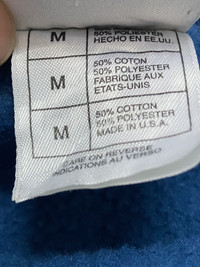 50% POLIESTER
HECHO EN EE.UU.
M
50% COTON
50% POLYESTER
FABRIQUE AUX
ETATS-UNIS
M
50% COTTON
50% POLYESTER
MADE IN U.S.A.
M
CARE ON REVERSE
INDICATIONS AU VERSO